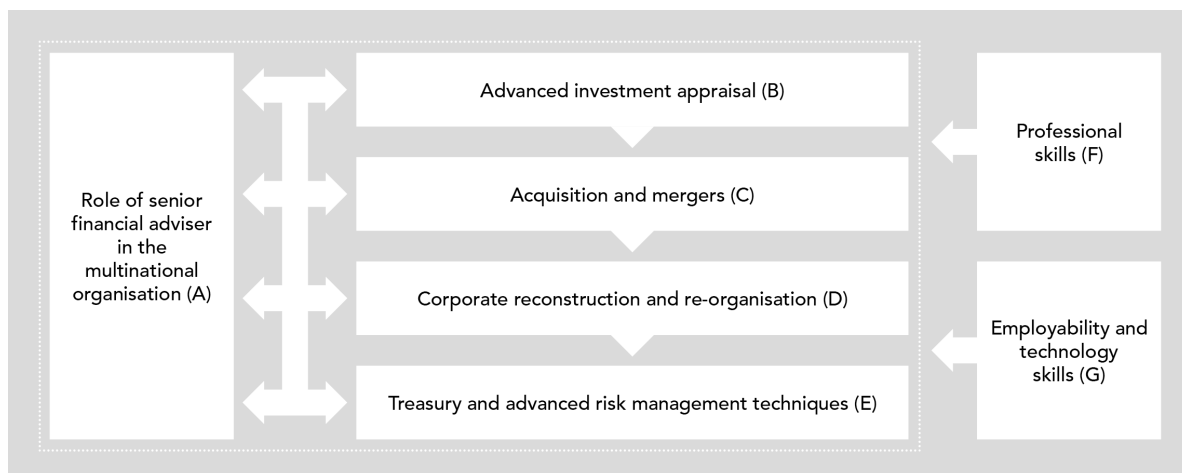 Role of senior
financial adviser
in the
multinational
organisation (A)
Advanced investment appraisal (B)
Acquisition and mergers (C)
Corporate reconstruction and re-organisation (D)
Treasury and advanced risk management techniques (E)
Professional
skills (F)
Employability and
technology
skills (G)